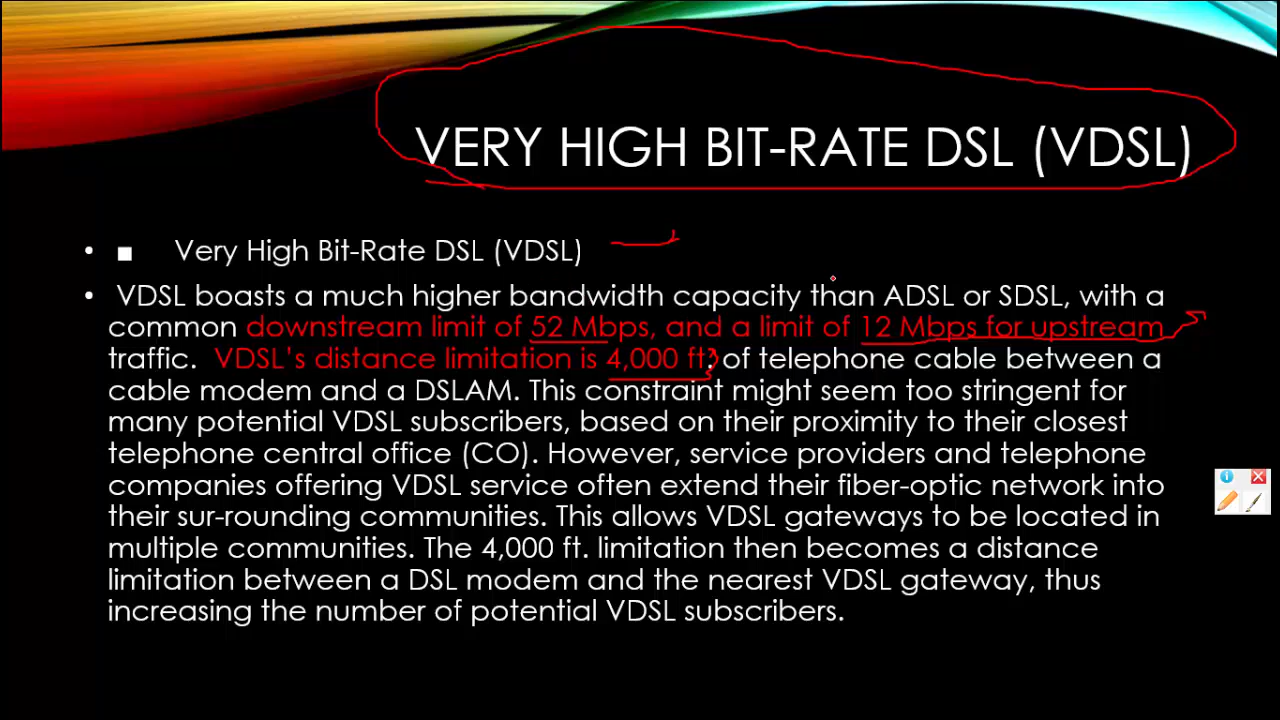 VERY HIGH BIT-RATE DSL (VDSL)
• ■ Very High Bit-Rate DSL (VDSL)
• VDSL boasts a much higher bandwidth capacity than ADSL or SDSL, with a
common downstream limit of 52 Mbps, and a limit of 12 Mbps for upstream
traffic. VDSL's distance limitation is 4,000 ft. of telephone cable between a
cable modem and a DSLAM. This constraint might seem too stringent for
many potential VDSL subscribers, based on their proximity to their closest
telephone central office (CO). However, service providers and telephone
companies offering VDSL service often extend their fiber-optic network into
their sur-rounding communities. This allows VDSL gateways to be located in
multiple communities. The 4,000 ft. limitation then becomes a distance
limitation between a DSL modem and the nearest VDSL gateway, thus
increasing the number of potential VDSL subscribers.